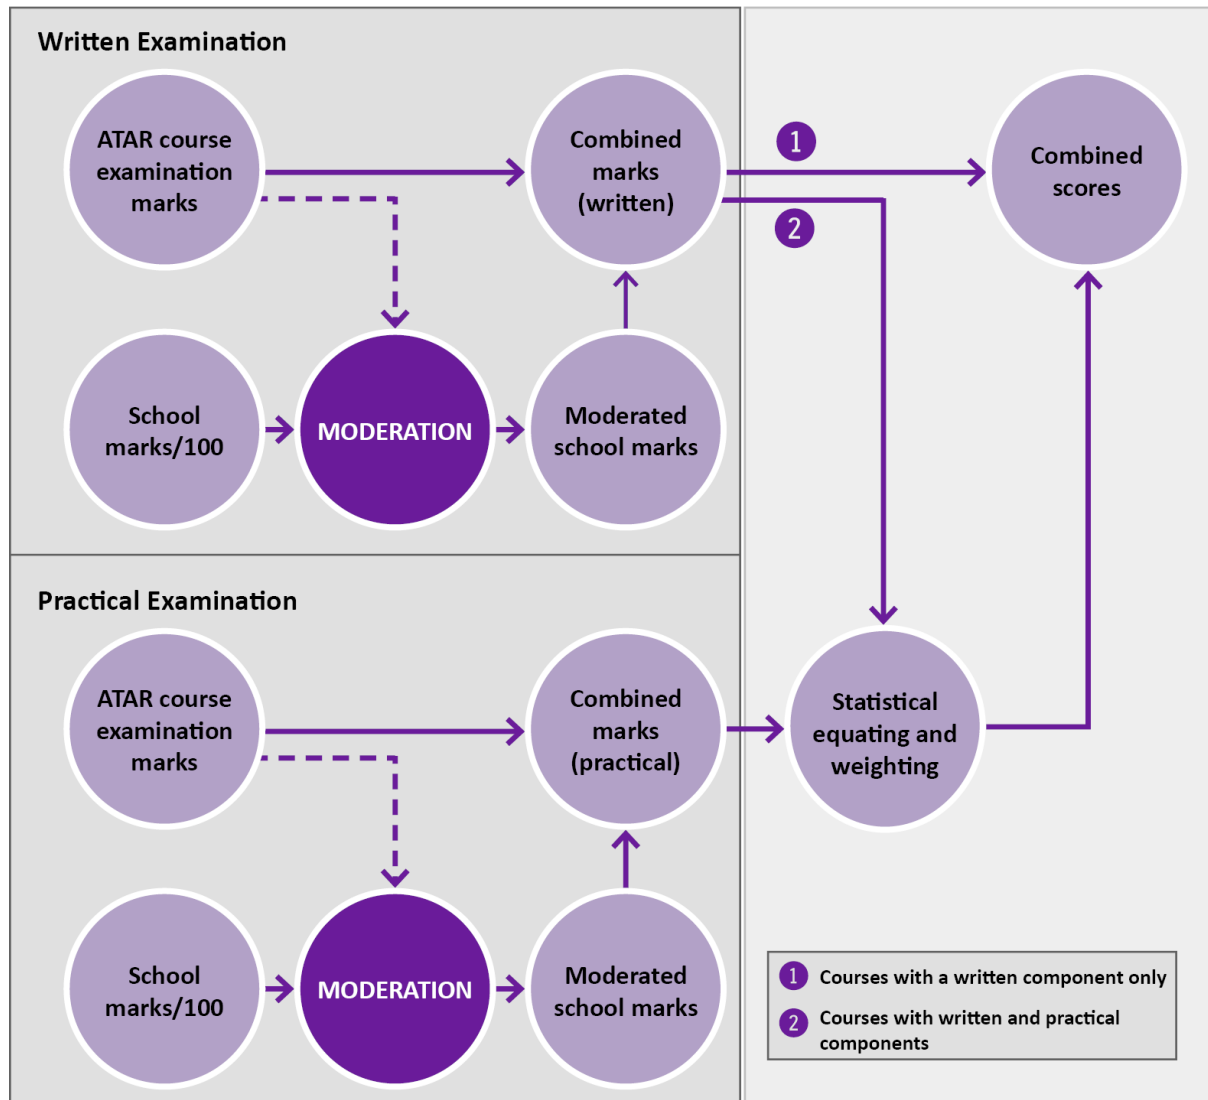 Written Examination
ATAR course
examination
marks
Combined
marks
(written)
1
2
Combined
scores
School
marks/100
MODERATION
Moderated
school marks
Practical Examination
ATAR course
examination
marks
Combined
marks
(practical)
Statistical
equating and
weighting
School
marks/100
MODERATION
Moderated
school marks
1 Courses with a written component only
2 Courses with written and practical
components